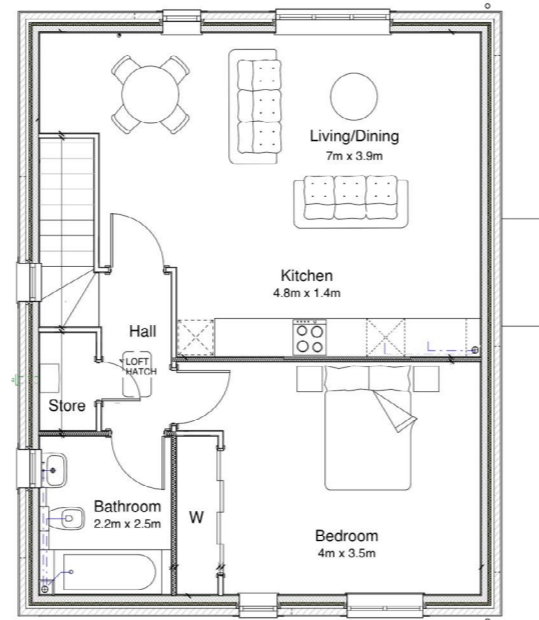 Living/Dining
7m x 3.9m
Kitchen
4.8m x 1.4m
Hall
LOFT
HATCH
Store
Bathroom
2.2m x 2.5m
W
Bedroom
4m x 3.5m